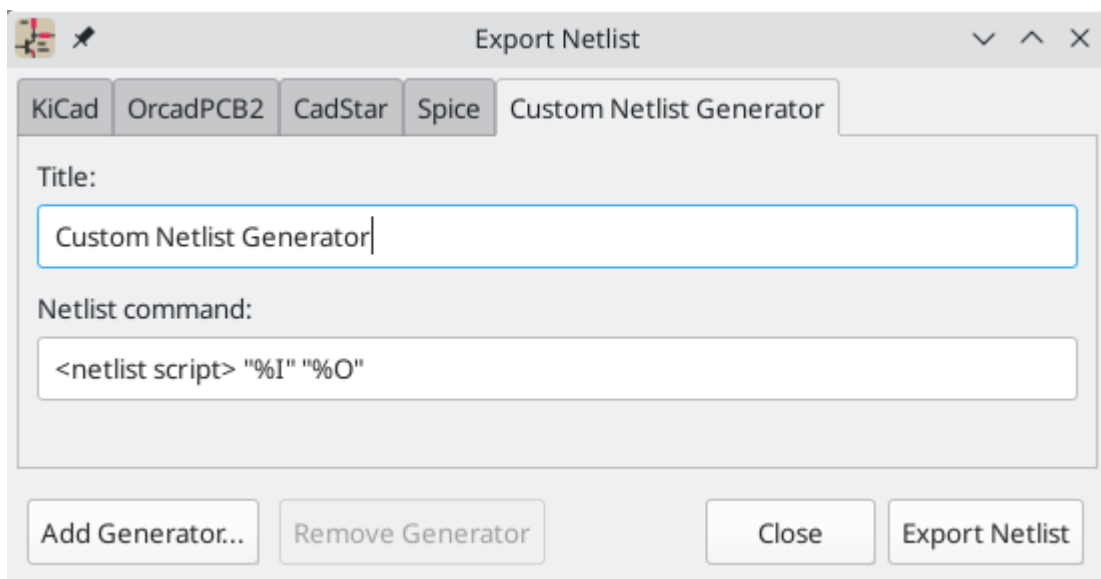 Export Netlist
KiCad OrcadPCB2 CadStar Spice Custom Netlist Generator
Title:
Custom Netlist Generator
Netlist command:
<netlist script> "%I" "%O"
Add Generator... Remove Generator Close Export Netlist